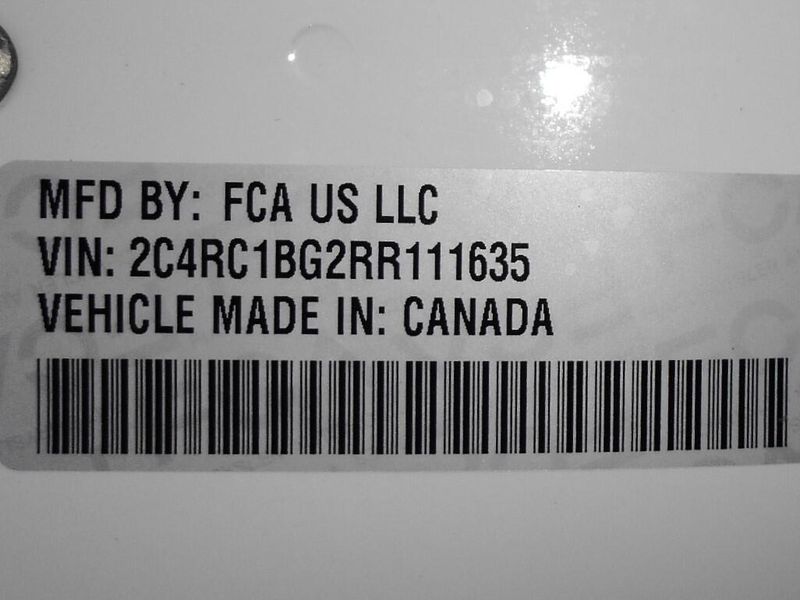 MFD BY: FCA US LLC
VIN: 2C4RC1BG2RR111635
VEHICLE MADE IN: CANADA